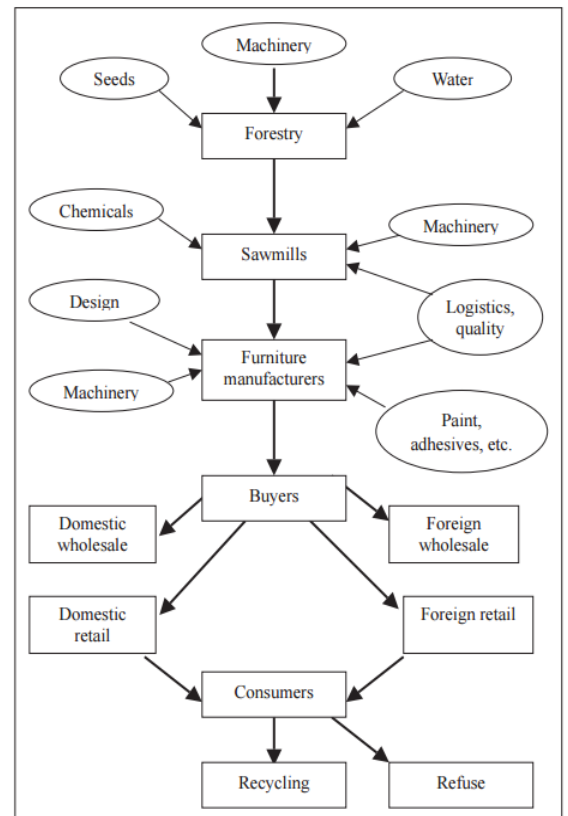 Machinery
Seeds
Water
Forestry
Chemicals
Machinery
Sawmills
Design
Logistics,
quality
Furniture
manufacturers
Machinery
Paint,
adhesives, etc.
Buyers
Domestic
wholesale
Foreign
wholesale
Domestic
retail
Foreign retail
Consumers
Recycling
Refuse